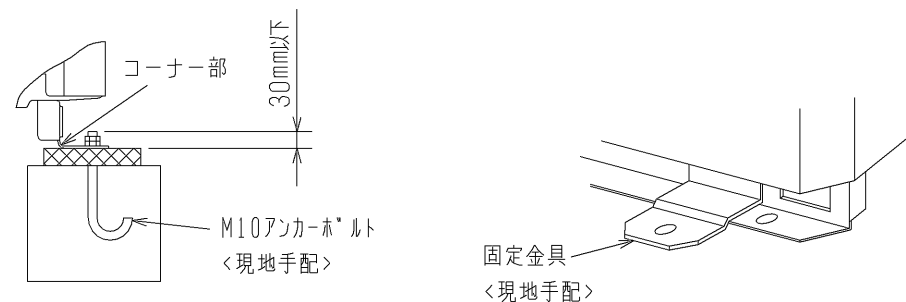 コーナー部
30mm以下
M10アンカーボルト
<現地手配>
固定金具
<現地手配>